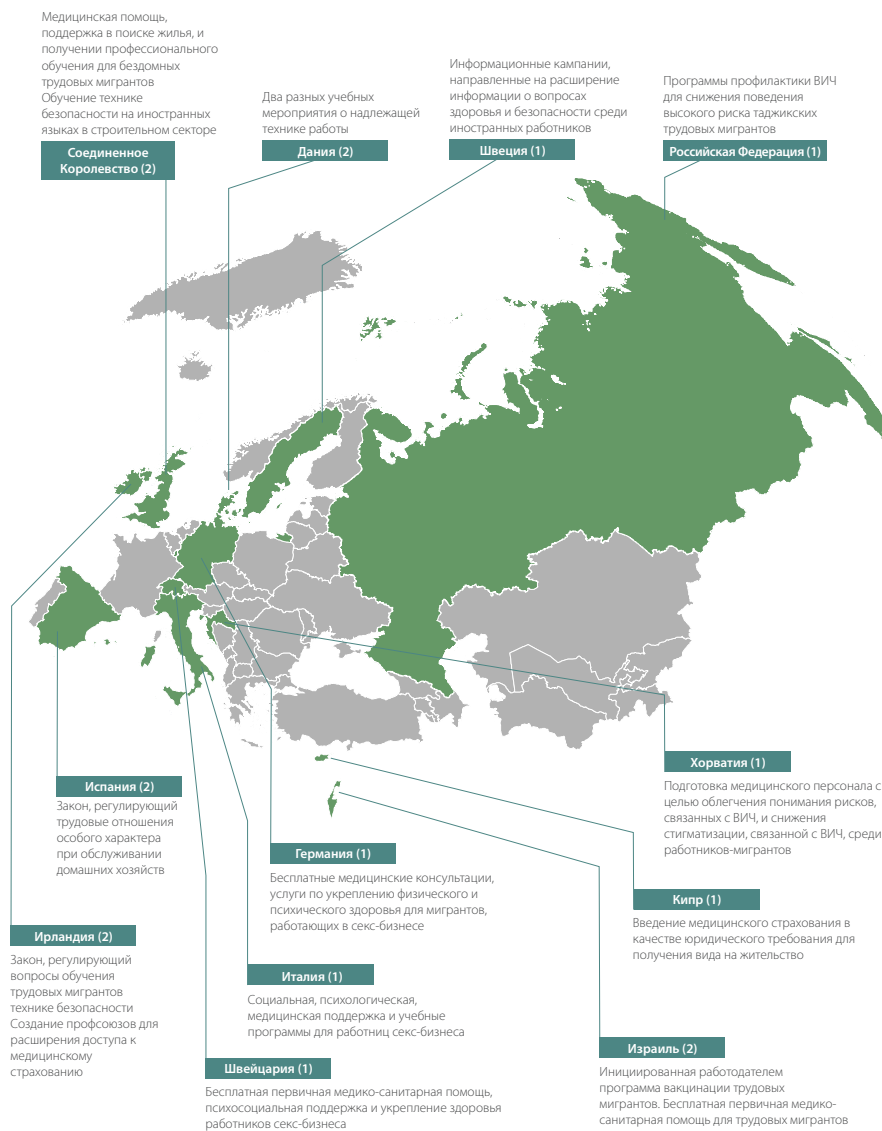 Медицинская помощь,
поддержка в поиске жилья, и
получении профессионального
обучения для бездомных
трудовых мигрантов
Обучение технике
безопасности на иностранных
языках в строительном секторе
Соединенное
Королевство (2)
Два разных учебных
мероприятия о надлежащей
технике работы
Дания (2)
Информационные кампании,
направленные на расширение
информации о вопросах
здоровья и безопасности среди
иностранных работников
Швеция (1)
Программы профилактики ВИЧ
для снижения поведения
высокого риска таджикских
трудовых мигрантов
Российская Федерация (1)
Хорватия (1)
Подготовка медицинского персонала с
целью облегчения понимания рисков,
связанных с ВИЧ, и снижения
стигматизации, связанной с ВИЧ, среди
работников-мигрантов
Испания (2)
Закон, регулирующий
трудовые отношения
особого характера
при обслуживании
домашних хозяйств
Германия (1)
Бесплатные медицинские консультации,
услуги по укреплению физического и
психического здоровья для мигрантов,
работающих в секс-бизнесе
Кипр (1)
Введение медицинского страхования в
качестве юридического требования для
получения вида на жительство
Ирландия (2)
Закон, регулирующий
вопросы обучения
трудовых мигрантов
технике безопасности
Создание профсоюзов для
расширения доступа к
медицинскому
страхованию
Италия (1)
Социальная, психологическая,
медицинская поддержка и учебные
программы для работниц секс-бизнеса
Израиль (2)
Инициированная работодателем
программа вакцинации трудовых
мигрантов. Бесплатная первичная медико-
санитарная помощь для трудовых мигрантов
Швейцария (1)
Бесплатная первичная медико-санитарная помощь,
психосоциальная поддержка и укрепление здоровья
работников секс-бизнеса